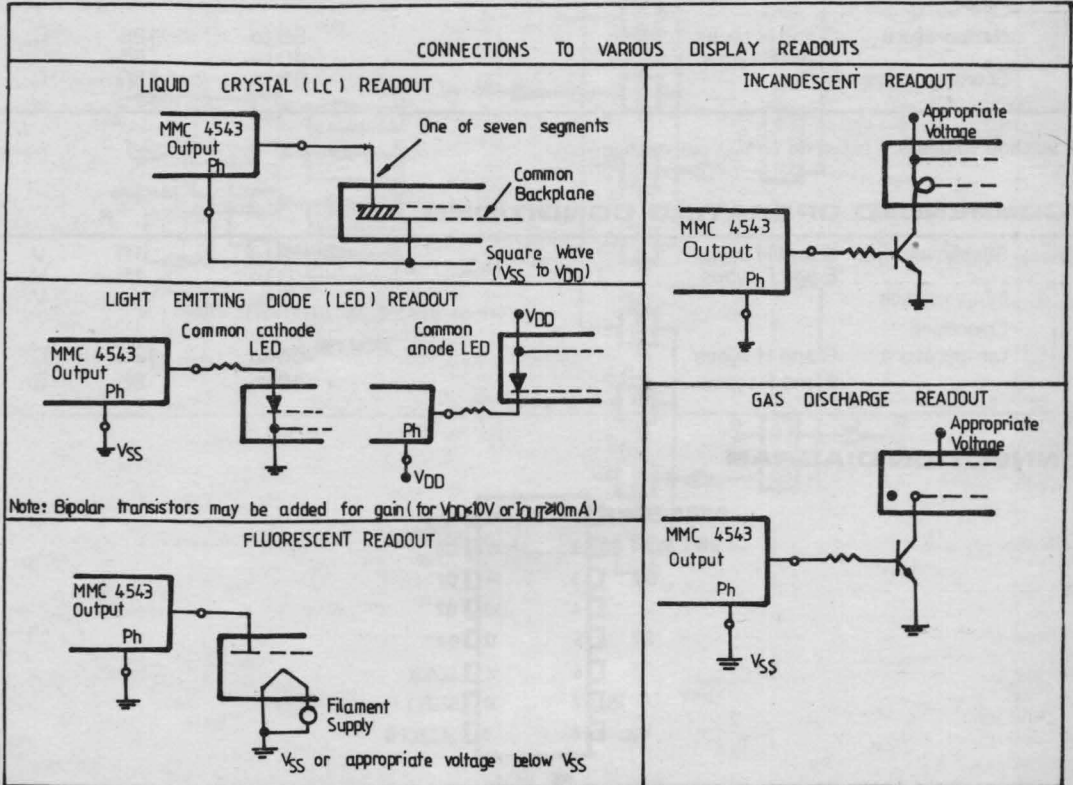 CONNECTIONS TO VARIOUS DISPLAY READOUTS
LIQUID CRYSTAL (LC) READOUT
MMC 4543
Output
Ph
One of seven segments
Common
Backplane
Square Wave
(VSS to VDD)
LIGHT EMITTING DIODE (LED) READOUT
MMC 4543
Output
Ph
VSS
Common cathode
LED
Common
anode LED
VDD
Ph
VDD
Note: Bipolar transistors may be added for gain (for VDD<10V or IOUT≥10mA)
FLUORESCENT READOUT
MMC 4543
Output
Ph
Filament
Supply
VSS or appropriate voltage below VSS
INCANDESCENT READOUT
Appropriate
Voltage
MMC 4543
Output
Ph
GAS DISCHARGE READOUT
Appropriate
Voltage
MMC 4543
Output
Ph
VSS